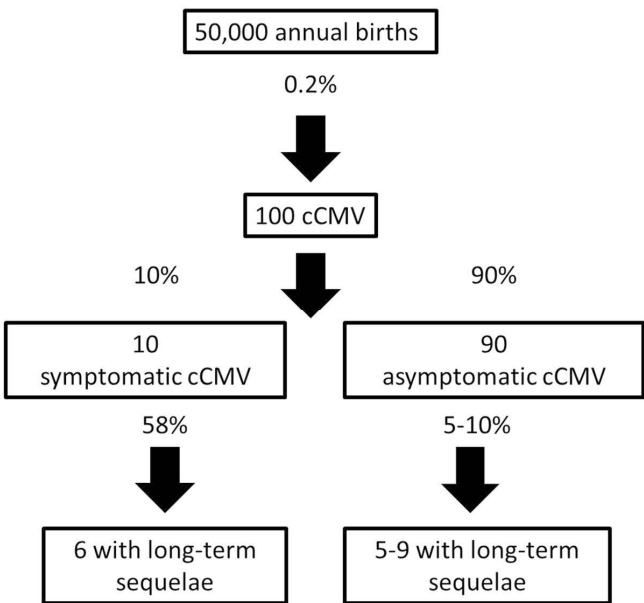 50,000 annual births
0.2%
100 cCMV
10%
90%
10
symptomatic cCMV
90
asymptomatic cCMV
58%
5-10%
6 with long-term
sequelae
5-9 with long-term
sequelae